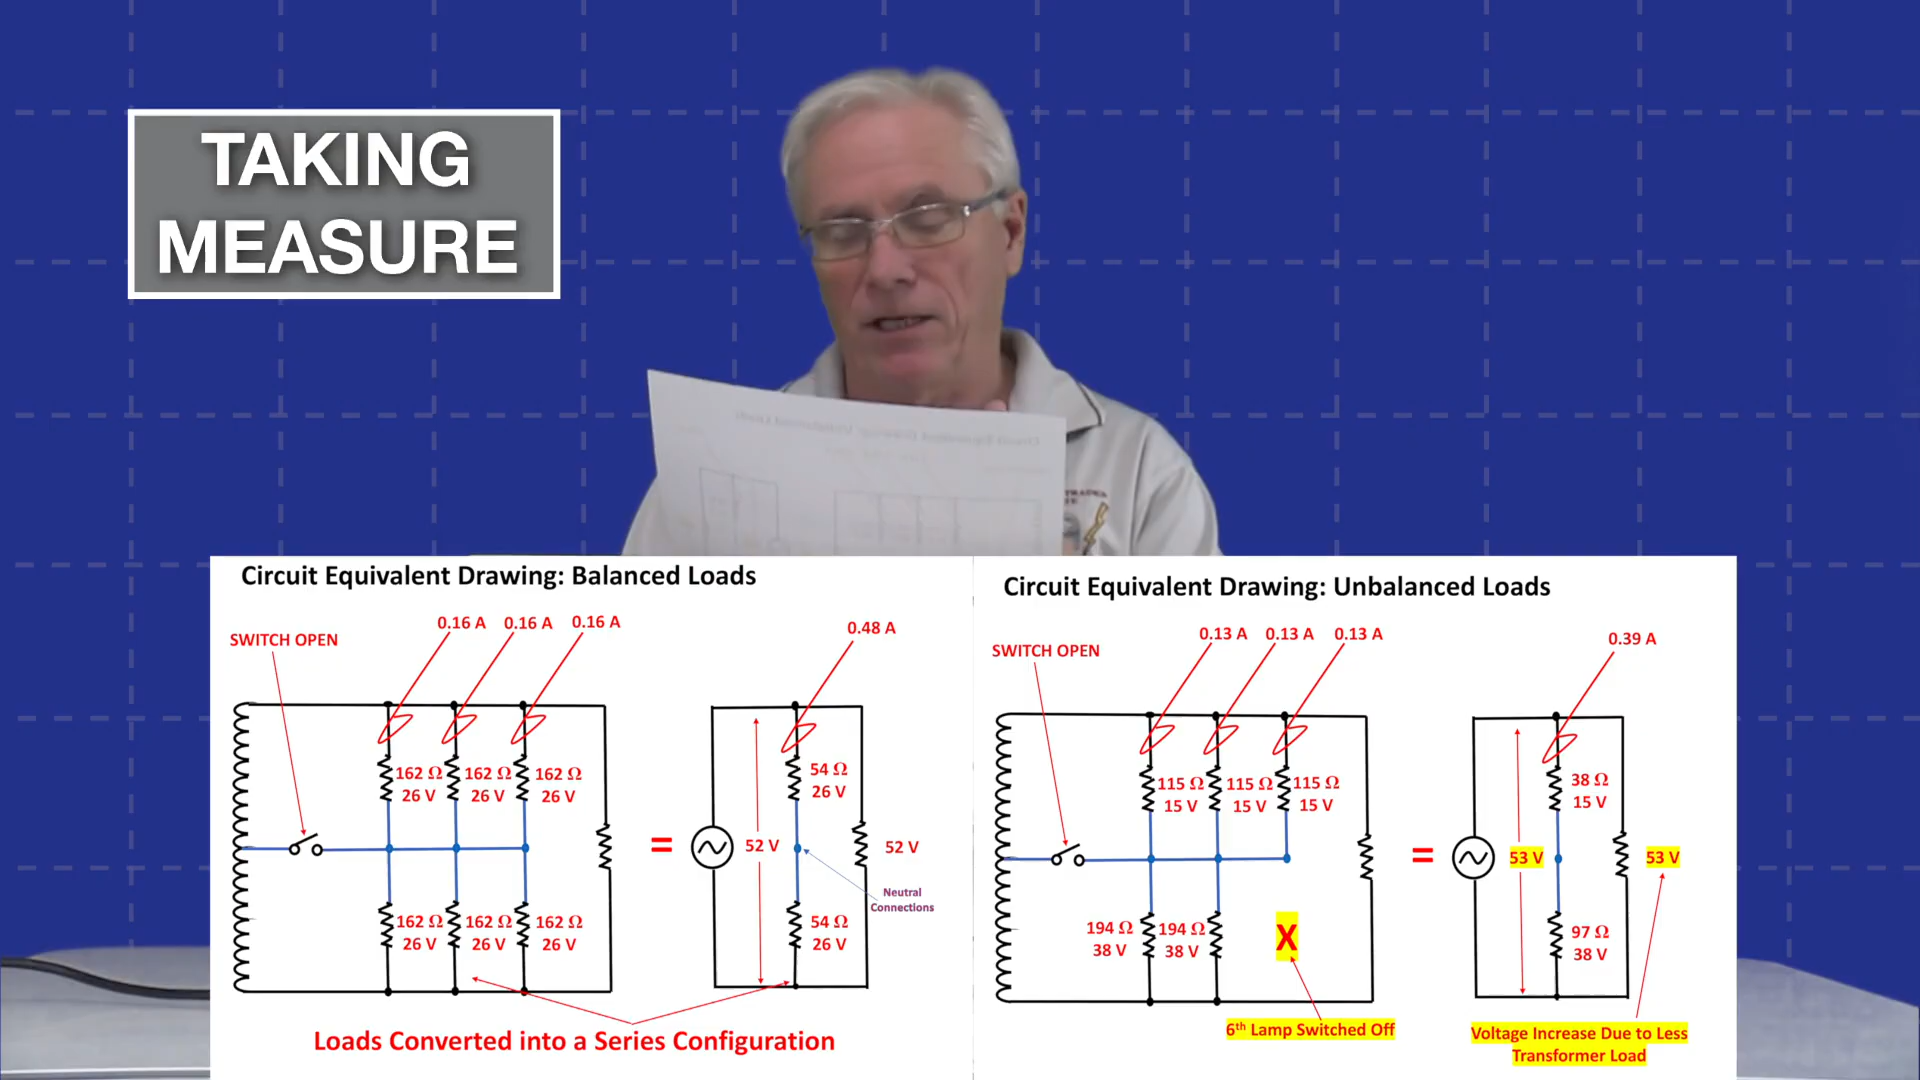 TAKING
MEASURE
Circuit Equivalent Drawing: Balanced Loads
0.16 A 0.16 A 0.16 A
0.48 A
SWITCH OPEN
162 Ω 162 Ω 162 Ω
26 V 26 V 26 V
54 Ω
26 V
=
52 V
52 V
Neutral
Connections
162 Ω 162 Ω 162 Ω
26 V 26 V 26 V
54 Ω
26 V
Loads Converted into a Series Configuration
Circuit Equivalent Drawing: Unbalanced Loads
0.13 A 0.13 A 0.13 A
0.39 A
SWITCH OPEN
115 Ω 115 Ω 115 Ω
15 V 15 V 15 V
38 Ω
15 V
=
53 V
53 V
194 Ω 194 Ω
38 V 38 V
X
97 Ω
38 V
6th Lamp Switched Off
Voltage Increase Due to Less
Transformer Load